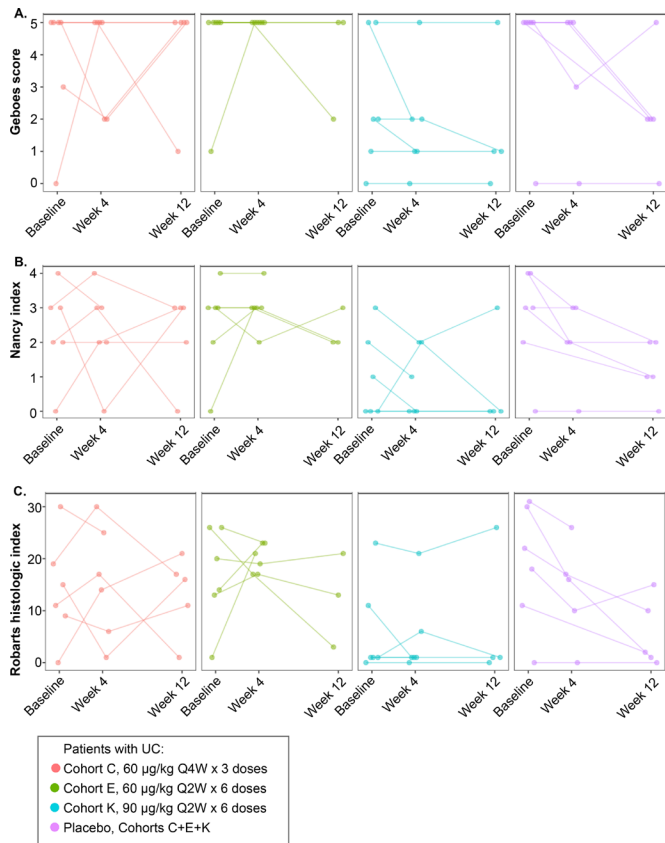 A.
Geboes score
5
4
3
2
1
0
Baseline
Week 4
Week 12
Baseline
Week 4
Week 12
Baseline
Week 4
Week 12
Baseline
Week 4
Week 12
B.
Nancy index
4
3
2
1
0
Baseline
Week 4
Week 12
Baseline
Week 4
Week 12
Baseline
Week 4
Week 12
Baseline
Week 4
Week 12
C.
Robarts histologic index
30
20
10
0
Baseline
Week 4
Week 12
Baseline
Week 4
Week 12
Baseline
Week 4
Week 12
Baseline
Week 4
Week 12
Patients with UC:
Cohort C, 60 µg/kg Q4W x 3 doses
Cohort E, 60 µg/kg Q2W x 6 doses
Cohort K, 90 µg/kg Q2W x 6 doses
Placebo, Cohorts C+E+K